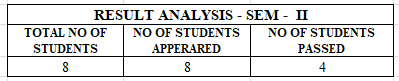 RESULT ANALYSIS - SEM - II
TOTAL NO OF STUDENTS NO OF STUDENTS APPERARED NO OF STUDENTS PASSED
8 8 4